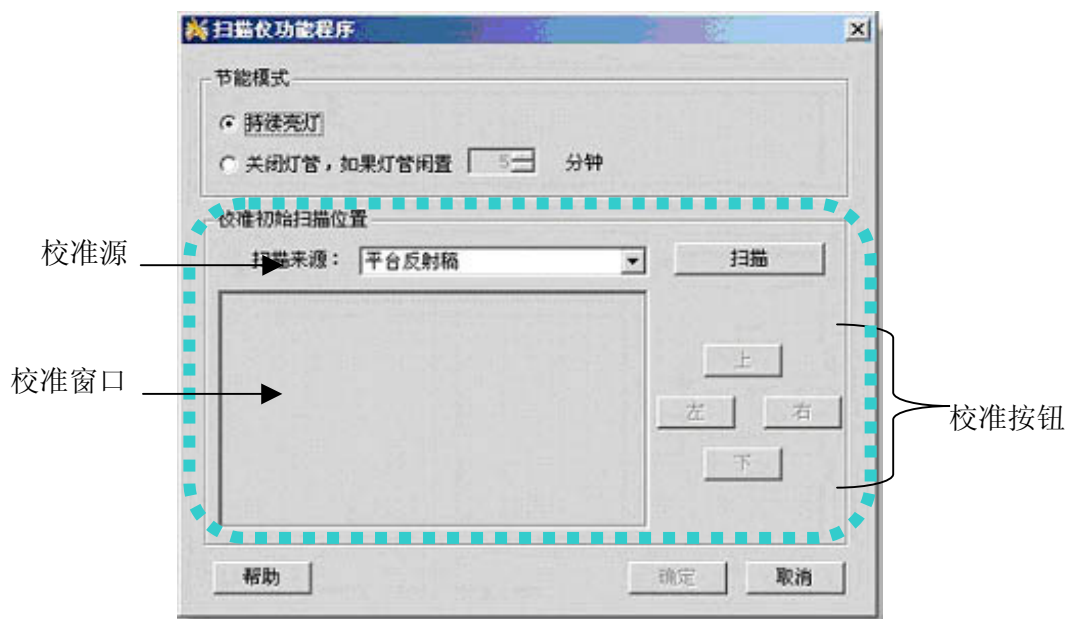 扫描仪功能程序
节能模式
持续亮灯
关闭灯管，如果灯管闲置 5 分钟
校准初始扫描位置
校准源
扫描来源： 平台反射稿 扫描
上
校准窗口
左 右
校准按钮
下
帮助 确定 取消